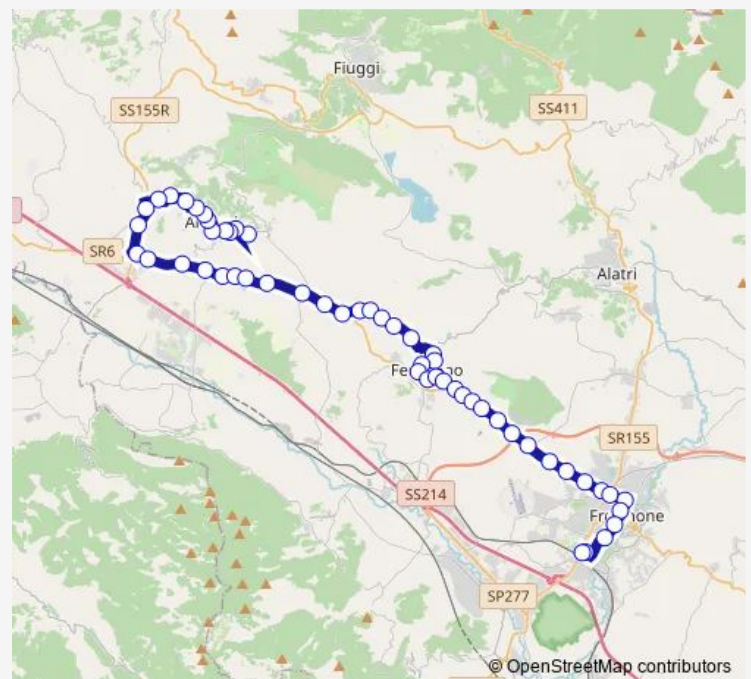 Fiuggi
SS155R
SS411
SR6
Alatri
SR155
SS214
SP277
© OpenStreetMap contributors